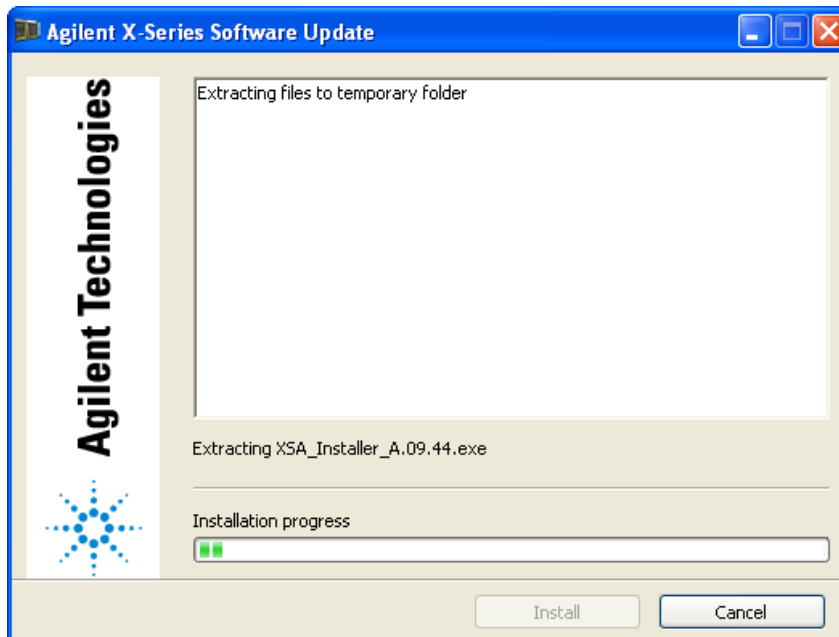 Agilent X-Series Software Update
Agilent Technologies
Extracting files to temporary folder
Extracting XSA_Installer_A.09.44.exe
Installation progress
Install
Cancel